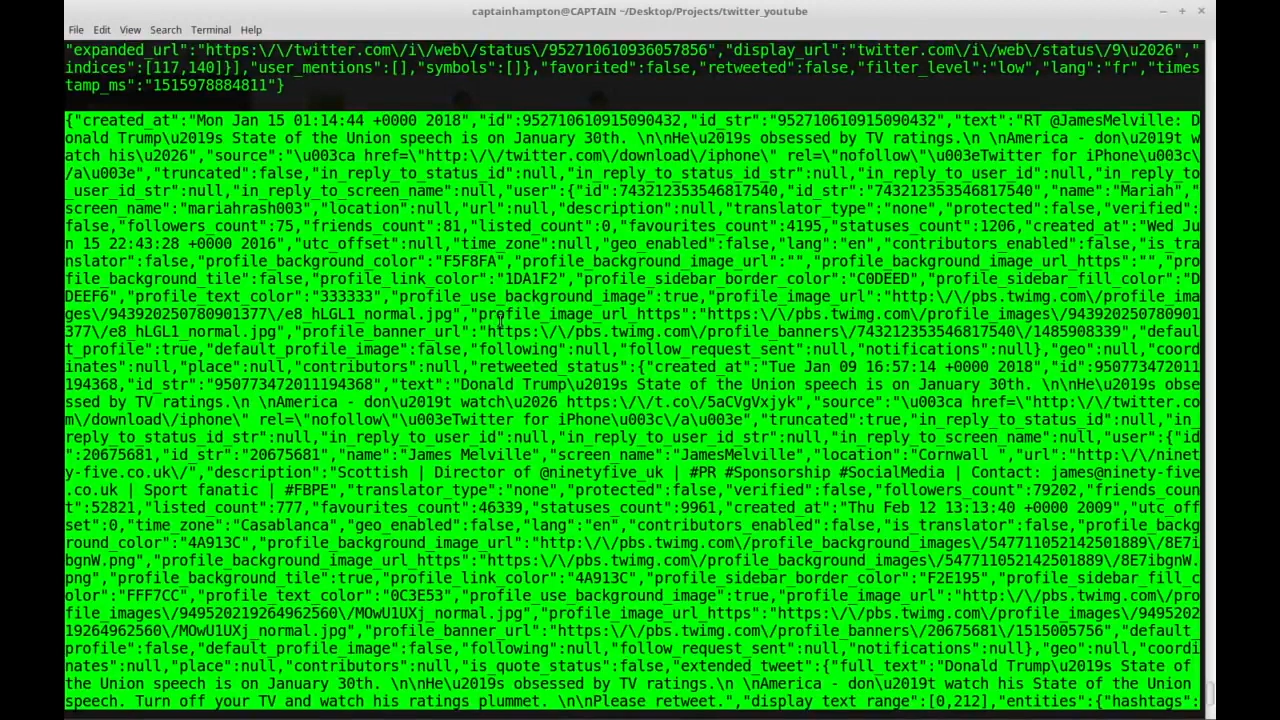 captainhampton@CAPTAIN ~/Desktop/Projects/twitter_youtube
File Edit View Search Terminal Help
"expanded_url":"https:\/\/twitter.com\/i\/web\/status\/952710610936057856","display_url":"twitter.com\/i\/web\/status\/9\u2026","
indices":[117,140]}],"user_mentions":[],"symbols":[]},"favorited":false,"retweeted":false,"filter_level":"low","lang":"fr","times
tamp_ms":"1515978884811"}
{"created_at":"Mon Jan 15 01:14:44 +0000 2018","id":952710610915090432,"id_str":"952710610915090432","text":"RT @JamesMelville: D
onald Trump\u2019s State of the Union speech is on January 30th. \n\nHe\u2019s obsessed by TV ratings.\n \nAmerica - don\u2019t w
atch his\u2026","source":"\u003ca href=\"http:\/\/twitter.com\/download\/iphone\" rel=\"nofollow\"\u003eTwitter for iPhone\u003c\
/a\u003e","truncated":false,"in_reply_to_status_id":null,"in_reply_to_status_id_str":null,"in_reply_to_user_id":null,"in_reply_to
_user_id_str":null,"in_reply_to_screen_name":null,"user":{"id":743212353546817540,"id_str":"743212353546817540","name":"Mariah","
screen_name":"mariahrash003","location":null,"url":null,"description":null,"translator_type":"none","protected":false,"verified":
false,"followers_count":75,"friends_count":81,"listed_count":0,"favourites_count":4195,"statuses_count":1206,"created_at":"Wed Ju
n 15 22:43:28 +0000 2016","utc_offset":null,"time_zone":null,"geo_enabled":false,"lang":"en","contributors_enabled":false,"is_tra
nslator":false,"profile_background_color":"F5F8FA","profile_background_image_url":"","profile_background_image_url_https":"","pro
file_background_tile":false,"profile_link_color":"1DA1F2","profile_sidebar_border_color":"C0DEED","profile_sidebar_fill_color":"D
DEEF6","profile_text_color":"333333","profile_use_background_image":true,"profile_image_url":"http:\/\/pbs.twimg.com\/profile_ima
ges\/943920250780901377\/e8_hLGL1_normal.jpg","profile_image_url_https":"https:\/\/pbs.twimg.com\/profile_images\/943920250780901
377\/e8_hLGL1_normal.jpg","profile_banner_url":"https:\/\/pbs.twimg.com\/profile_banners\/743212353546817540\/1485908339","defaul
t_profile":true,"default_profile_image":false,"following":null,"follow_request_sent":null,"notifications":null},"geo":null,"coord
inates":null,"place":null,"contributors":null,"retweeted_status":{"created_at":"Tue Jan 09 16:57:14 +0000 2018","id":950773472011
194368,"id_str":"950773472011194368","text":"Donald Trump\u2019s State of the Union speech is on January 30th. \n\nHe\u2019s obse
ssed by TV ratings.\n \nAmerica - don\u2019t watch\u2026 https:\/\/t.co\/5aCVgVxjyk","source":"\u003ca href=\"http:\/\/twitter.co
m\/download\/iphone\" rel=\"nofollow\"\u003eTwitter for iPhone\u003c\/a\u003e","truncated":true,"in_reply_to_status_id":null,"in_
reply_to_status_id_str":null,"in_reply_to_user_id":null,"in_reply_to_user_id_str":null,"in_reply_to_screen_name":null,"user":{"id
":20675681,"id_str":"20675681","name":"James Melville","screen_name":"JamesMelville","location":"Cornwall ","url":"http:\/\/ninet
y-five.co.uk\/","description":"Scottish | Director of @ninetyfive_uk | #PR #Sponsorship #SocialMedia | Contact: james@ninety-five
.co.uk | Sport fanatic | #FBPE","translator_type":"none","protected":false,"verified":false,"followers_count":79202,"friends_coun
t":52821,"listed_count":777,"favourites_count":46339,"statuses_count":9961,"created_at":"Thu Feb 12 13:13:40 +0000 2009","utc_off
set":0,"time_zone":"Casablanca","geo_enabled":false,"lang":"en","contributors_enabled":false,"is_translator":false,"profile_backg
round_color":"4A913C","profile_background_image_url":"http:\/\/pbs.twimg.com\/profile_background_images\/547711052142501889\/8E7i
bgnW.png","profile_background_image_url_https":"https:\/\/pbs.twimg.com\/profile_background_images\/547711052142501889\/8E7ibgnW.
png","profile_background_tile":true,"profile_link_color":"4A913C","profile_sidebar_border_color":"F2E195","profile_sidebar_fill_c
olor":"FFF7CC","profile_text_color":"0C3E53","profile_use_background_image":true,"profile_image_url":"http:\/\/pbs.twimg.com\/pro
file_images\/949520219264962560\/MOwU1UXj_normal.jpg","profile_image_url_https":"https:\/\/pbs.twimg.com\/profile_images\/9495202
19264962560\/MOwU1UXj_normal.jpg","profile_banner_url":"https:\/\/pbs.twimg.com\/profile_banners\/20675681\/1515005756","default_
profile":false,"default_profile_image":false,"following":null,"follow_request_sent":null,"notifications":null},"geo":null,"coordi
nates":null,"place":null,"contributors":null,"is_quote_status":false,"extended_tweet":{"full_text":"Donald Trump\u2019s State of 
the Union speech is on January 30th. \n\nHe\u2019s obsessed by TV ratings.\n \nAmerica - don\u2019t watch his State of the Union 
speech. Turn off your TV and watch his ratings plummet. \n\nPlease retweet.","display_text_range":[0,212],"entities":{"hashtags":